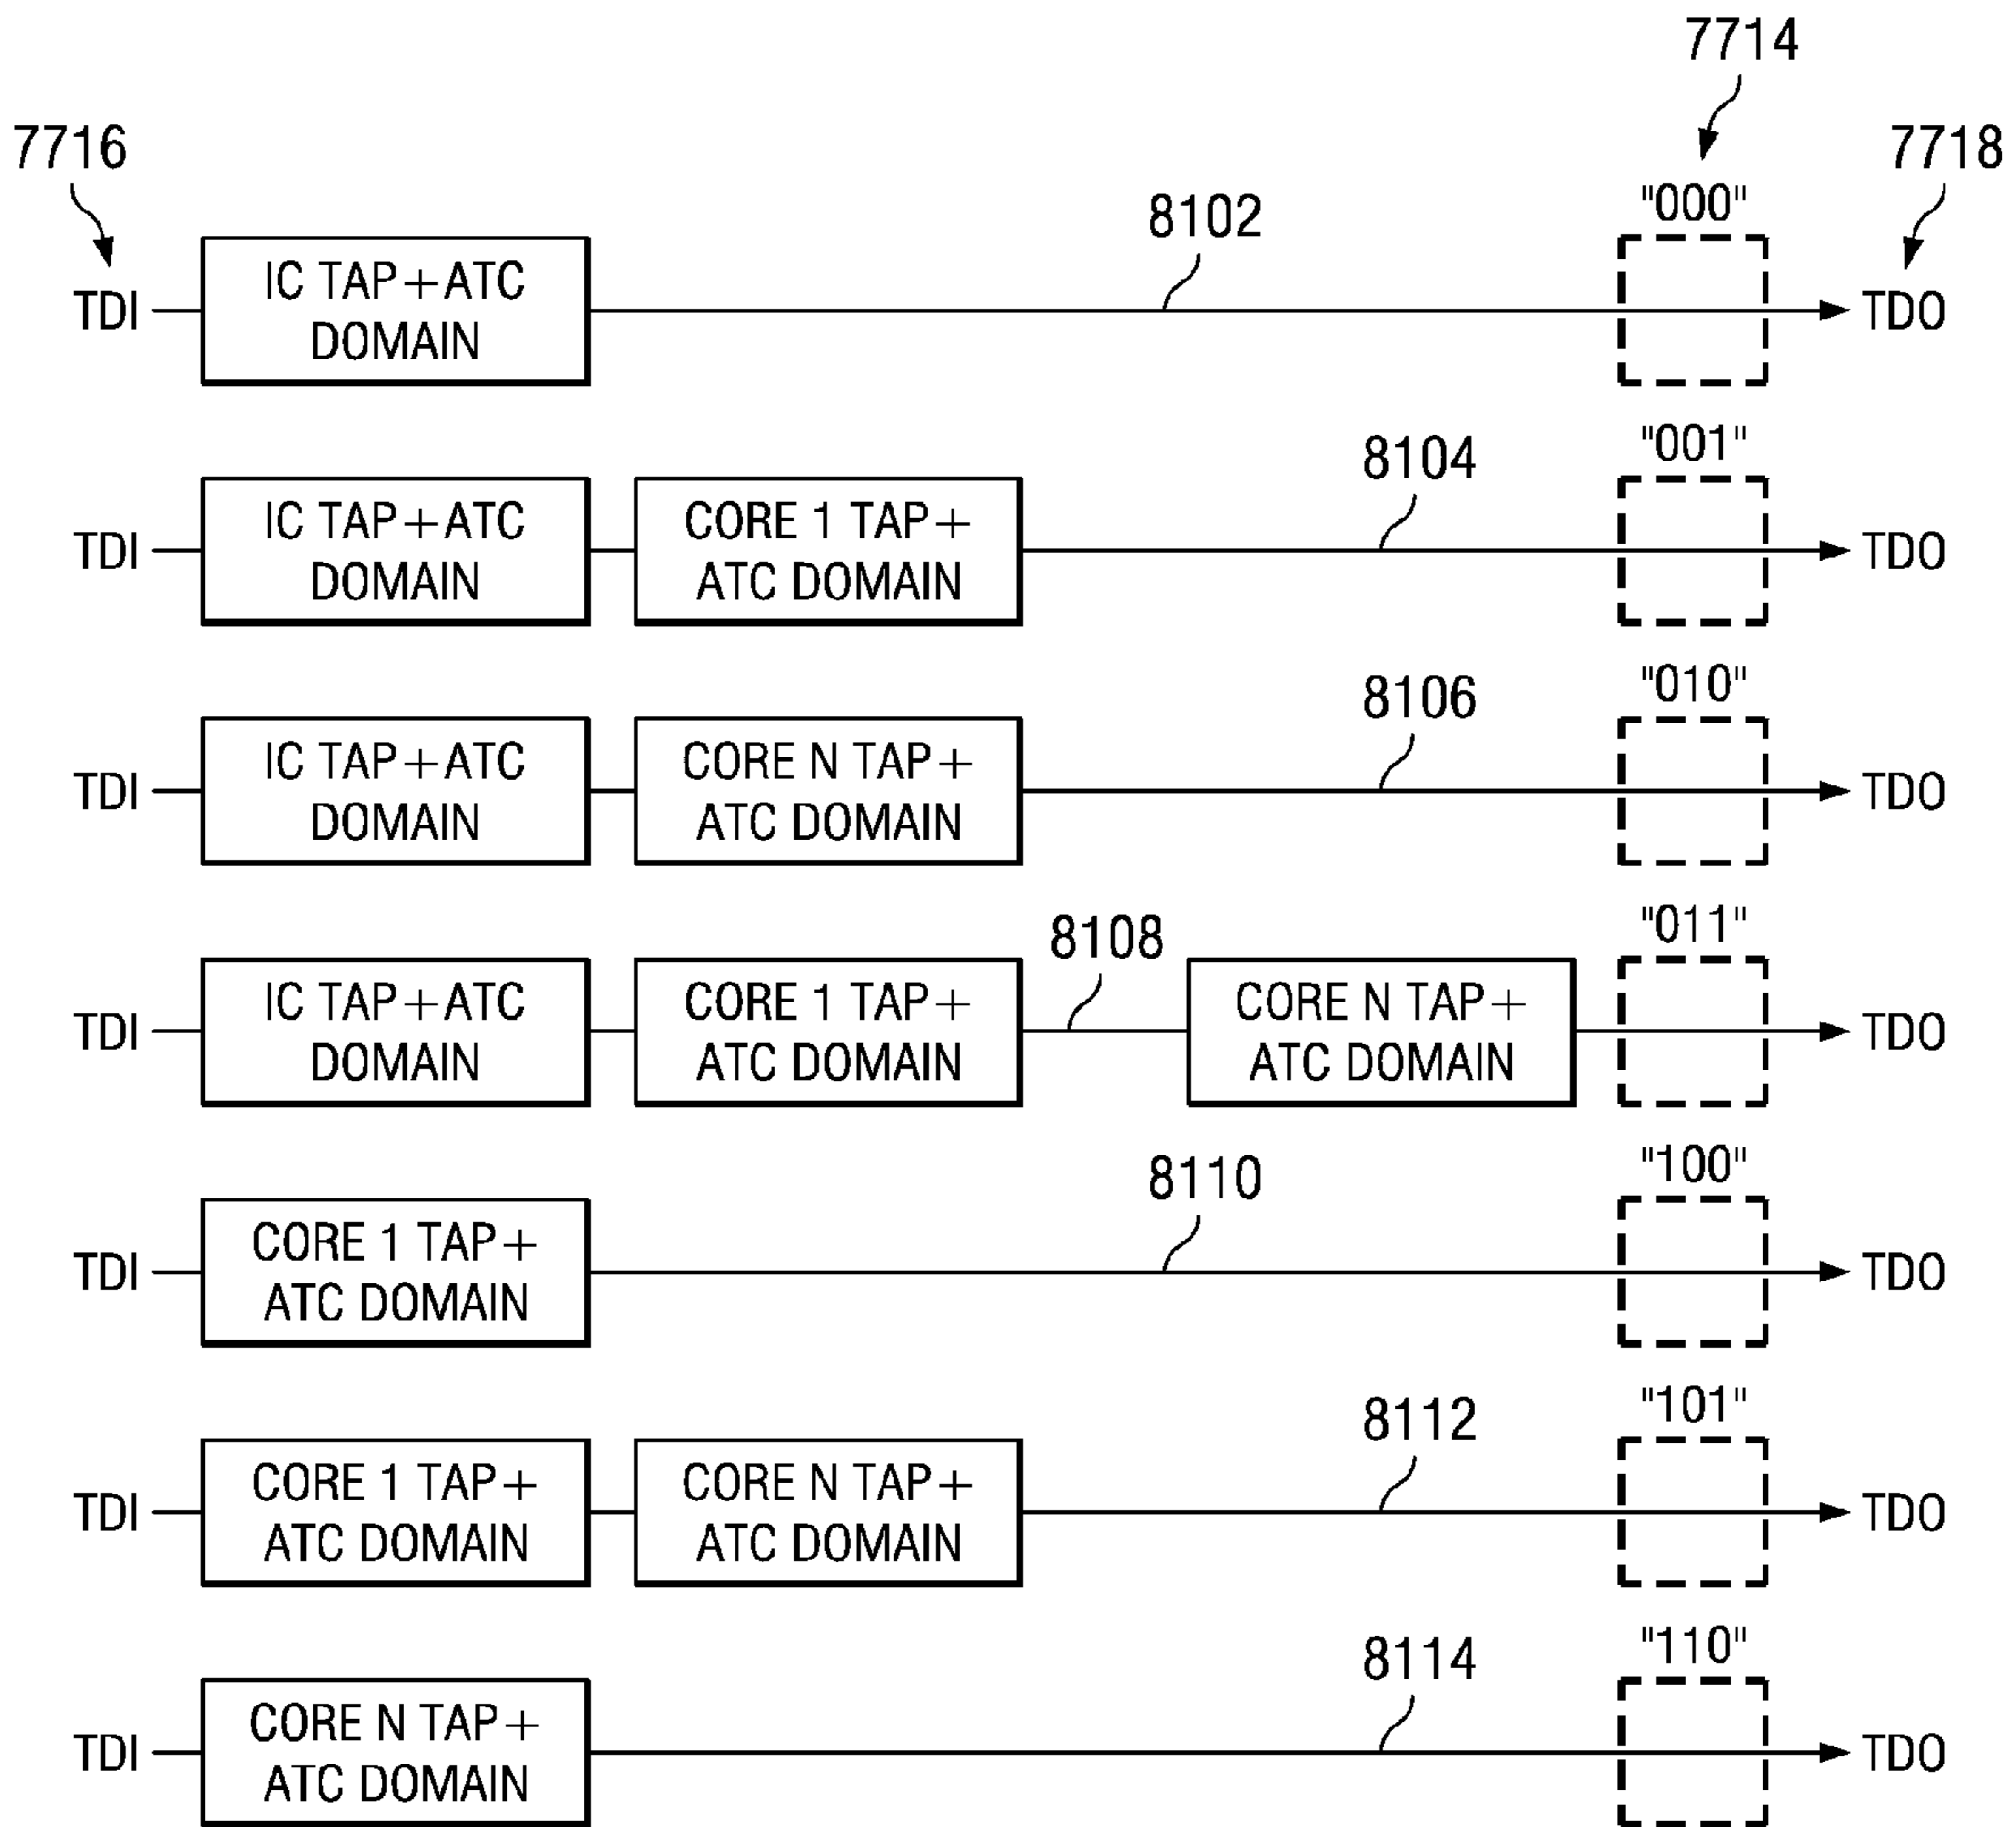 7714
7716
7718
8102
"000"
TDI
IC TAP+ATC
DOMAIN
TDO
8104
"001"
TDI
IC TAP+ATC
DOMAIN
CORE 1 TAP+
ATC DOMAIN
TDO
8106
"010"
TDI
IC TAP+ATC
DOMAIN
CORE N TAP+
ATC DOMAIN
TDO
8108
"011"
TDI
IC TAP+ATC
DOMAIN
CORE 1 TAP+
ATC DOMAIN
CORE N TAP+
ATC DOMAIN
TDO
8110
"100"
TDI
CORE 1 TAP+
ATC DOMAIN
TDO
8112
"101"
TDI
CORE 1 TAP+
ATC DOMAIN
CORE N TAP+
ATC DOMAIN
TDO
8114
"110"
TDI
CORE N TAP+
ATC DOMAIN
TDO